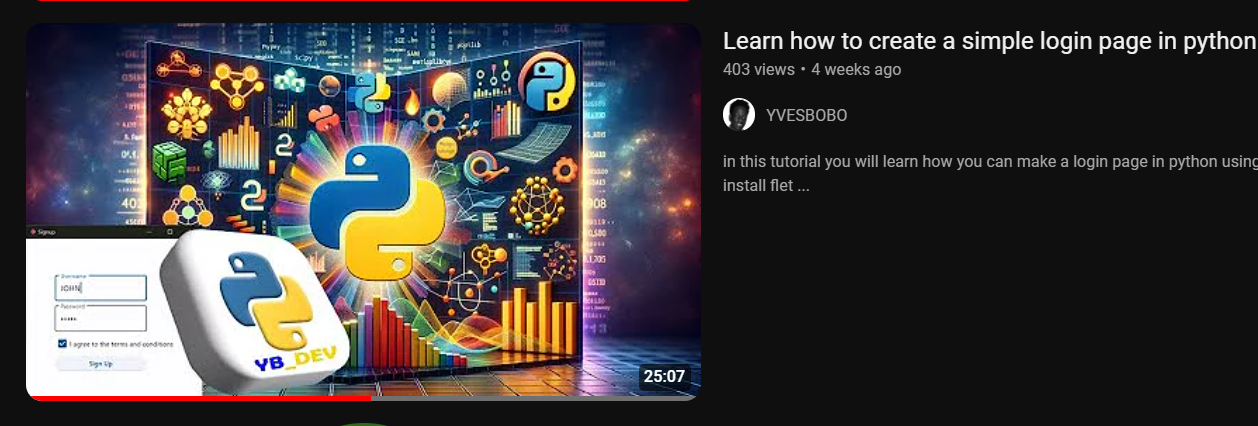 Learn how to create a simple login page in python
403 views • 4 weeks ago
YVESBOBO
in this tutorial you will learn how you can make a login page in python using
install flet ...
Signup
Username
JOHN
Password
I agree to the terms and conditions
Sign Up
YB_DEV
25:07